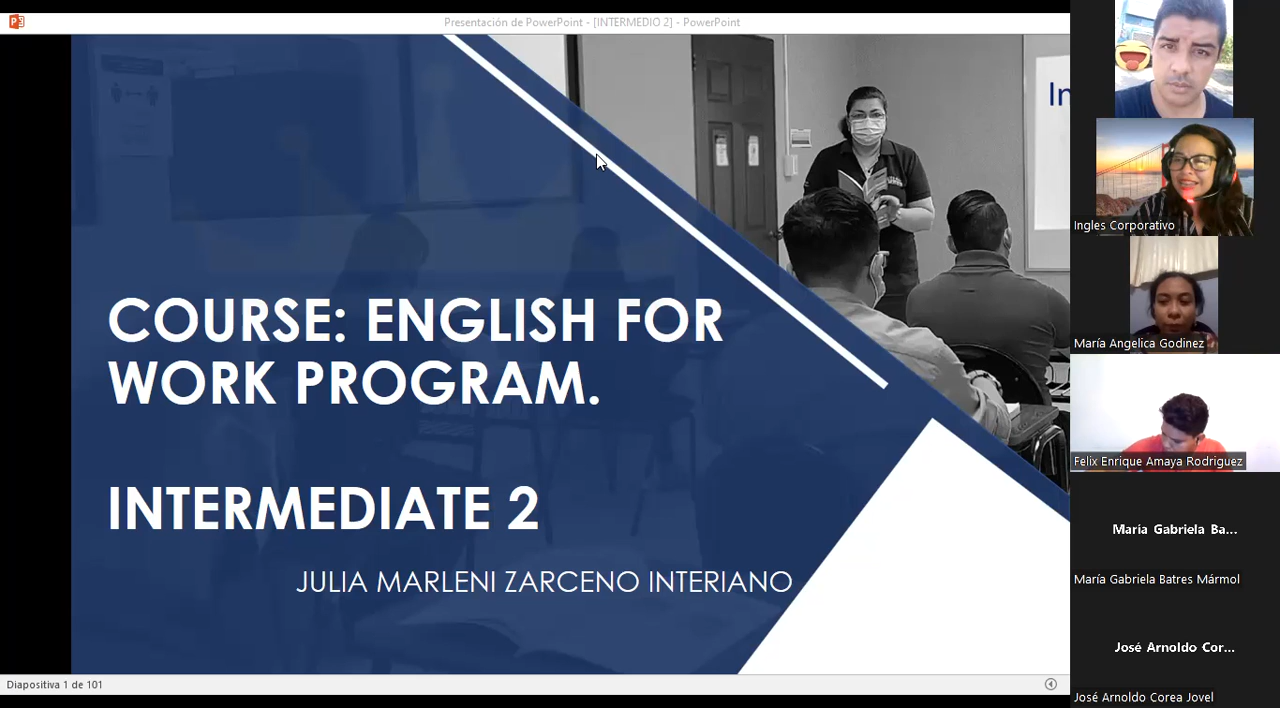 Presentación de PowerPoint - [INTERMEDIO 2] - PowerPoint
COURSE: ENGLISH FOR
WORK PROGRAM.
INTERMEDIATE 2
JULIA MARLENI ZARCENO INTERIANO
Diapositiva 1 de 101
Ingles Corporativo
María Angelica Godinez
Felix Enrique Amaya Rodriguez
María Gabriela Ba...
María Gabriela Batres Mármol
José Arnoldo Cor...
José Arnoldo Corea Jovel